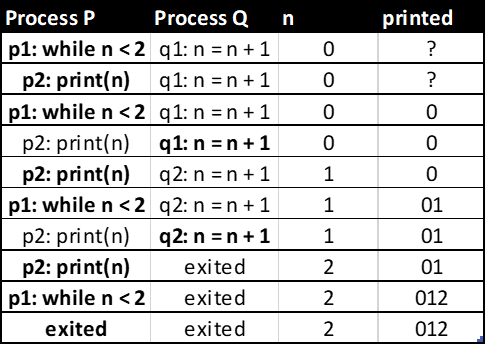 Process P Process Q n printed
p1: while n < 2 q1: n = n + 1 0 ?
p2: print(n) q1: n = n + 1 0 ?
p1: while n < 2 q1: n = n + 1 0 0
p2: print(n) q1: n = n + 1 0 0
p2: print(n) q2: n = n + 1 1 0
p1: while n < 2 q2: n = n + 1 1 01
p2: print(n) q2: n = n + 1 1 01
p2: print(n) exited 2 01
p1: while n < 2 exited 2 012
exited exited 2 012